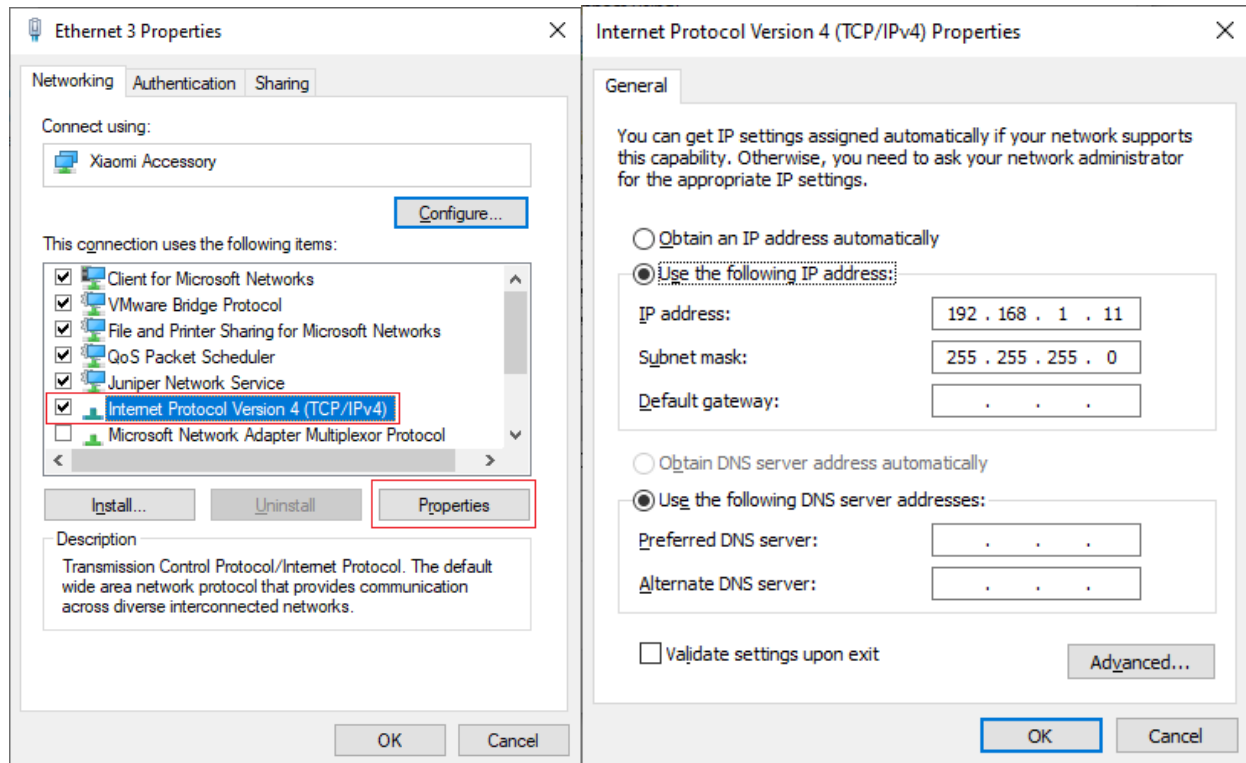 Ethernet 3 Properties
Networking
Authentication
Sharing
Connect using:
Xiaomi Accessory
Configure...
This connection uses the following items:
Client for Microsoft Networks
VMware Bridge Protocol
File and Printer Sharing for Microsoft Networks
QoS Packet Scheduler
Juniper Network Service
Internet Protocol Version 4 (TCP/IPv4)
Microsoft Network Adapter Multiplexor Protocol
Install...
Uninstall
Properties
Description
Transmission Control Protocol/Internet Protocol. The default
wide area network protocol that provides communication
across diverse interconnected networks.
OK
Cancel
Internet Protocol Version 4 (TCP/IPv4) Properties
General
You can get IP settings assigned automatically if your network supports
this capability. Otherwise, you need to ask your network administrator
for the appropriate IP settings.
Obtain an IP address automatically
Use the following IP address:
IP address:
192 . 168 . 1 . 11
Subnet mask:
255 . 255 . 255 . 0
Default gateway:
. . .
Obtain DNS server address automatically
Use the following DNS server addresses:
Preferred DNS server:
. . .
Alternate DNS server:
. . .
Validate settings upon exit
Advanced...
OK
Cancel